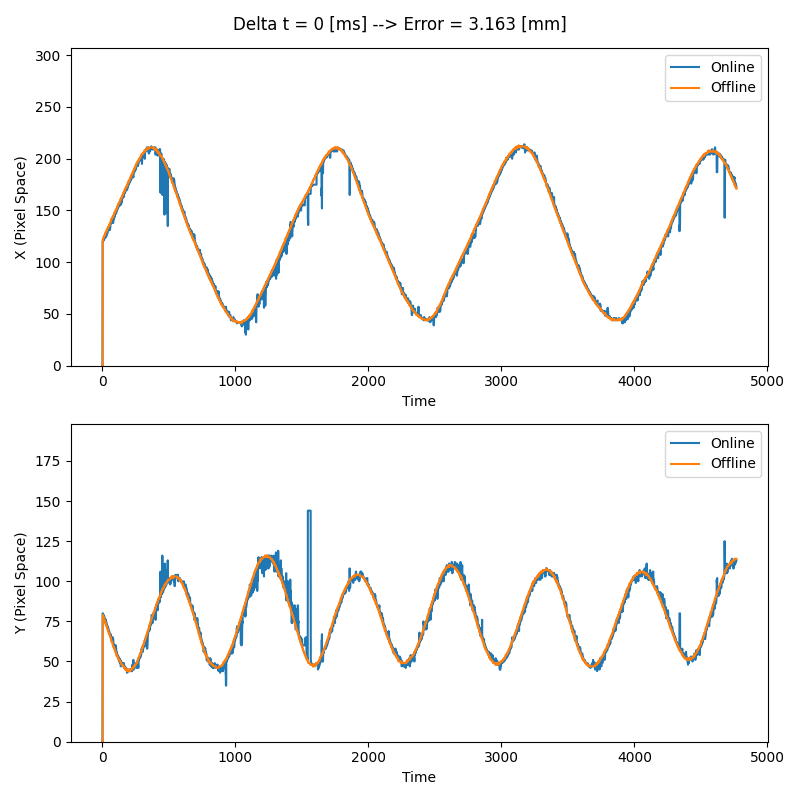 Delta t = 0 [ms] --> Error = 3.163 [mm]
300
250
200
150
100
50
0
X (Pixel Space)
Online
Offline
0 1000 2000 3000 4000 5000
Time
175
150
125
100
75
50
25
0
Y (Pixel Space)
Online
Offline
0 1000 2000 3000 4000 5000
Time